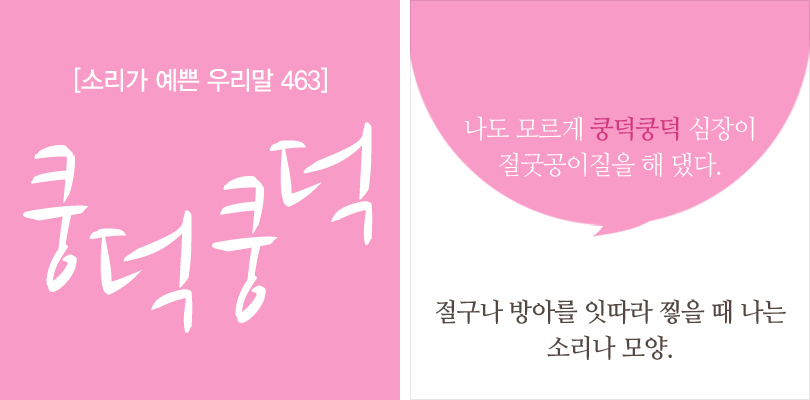 [소리가 예쁜 우리말 463]
쿵덕쿵덕
나도 모르게 쿵덕쿵덕 심장이
절굿공이질을 해 댔다.
절구나 방아를 잇따라 찧을 때 나는
소리나 모양.